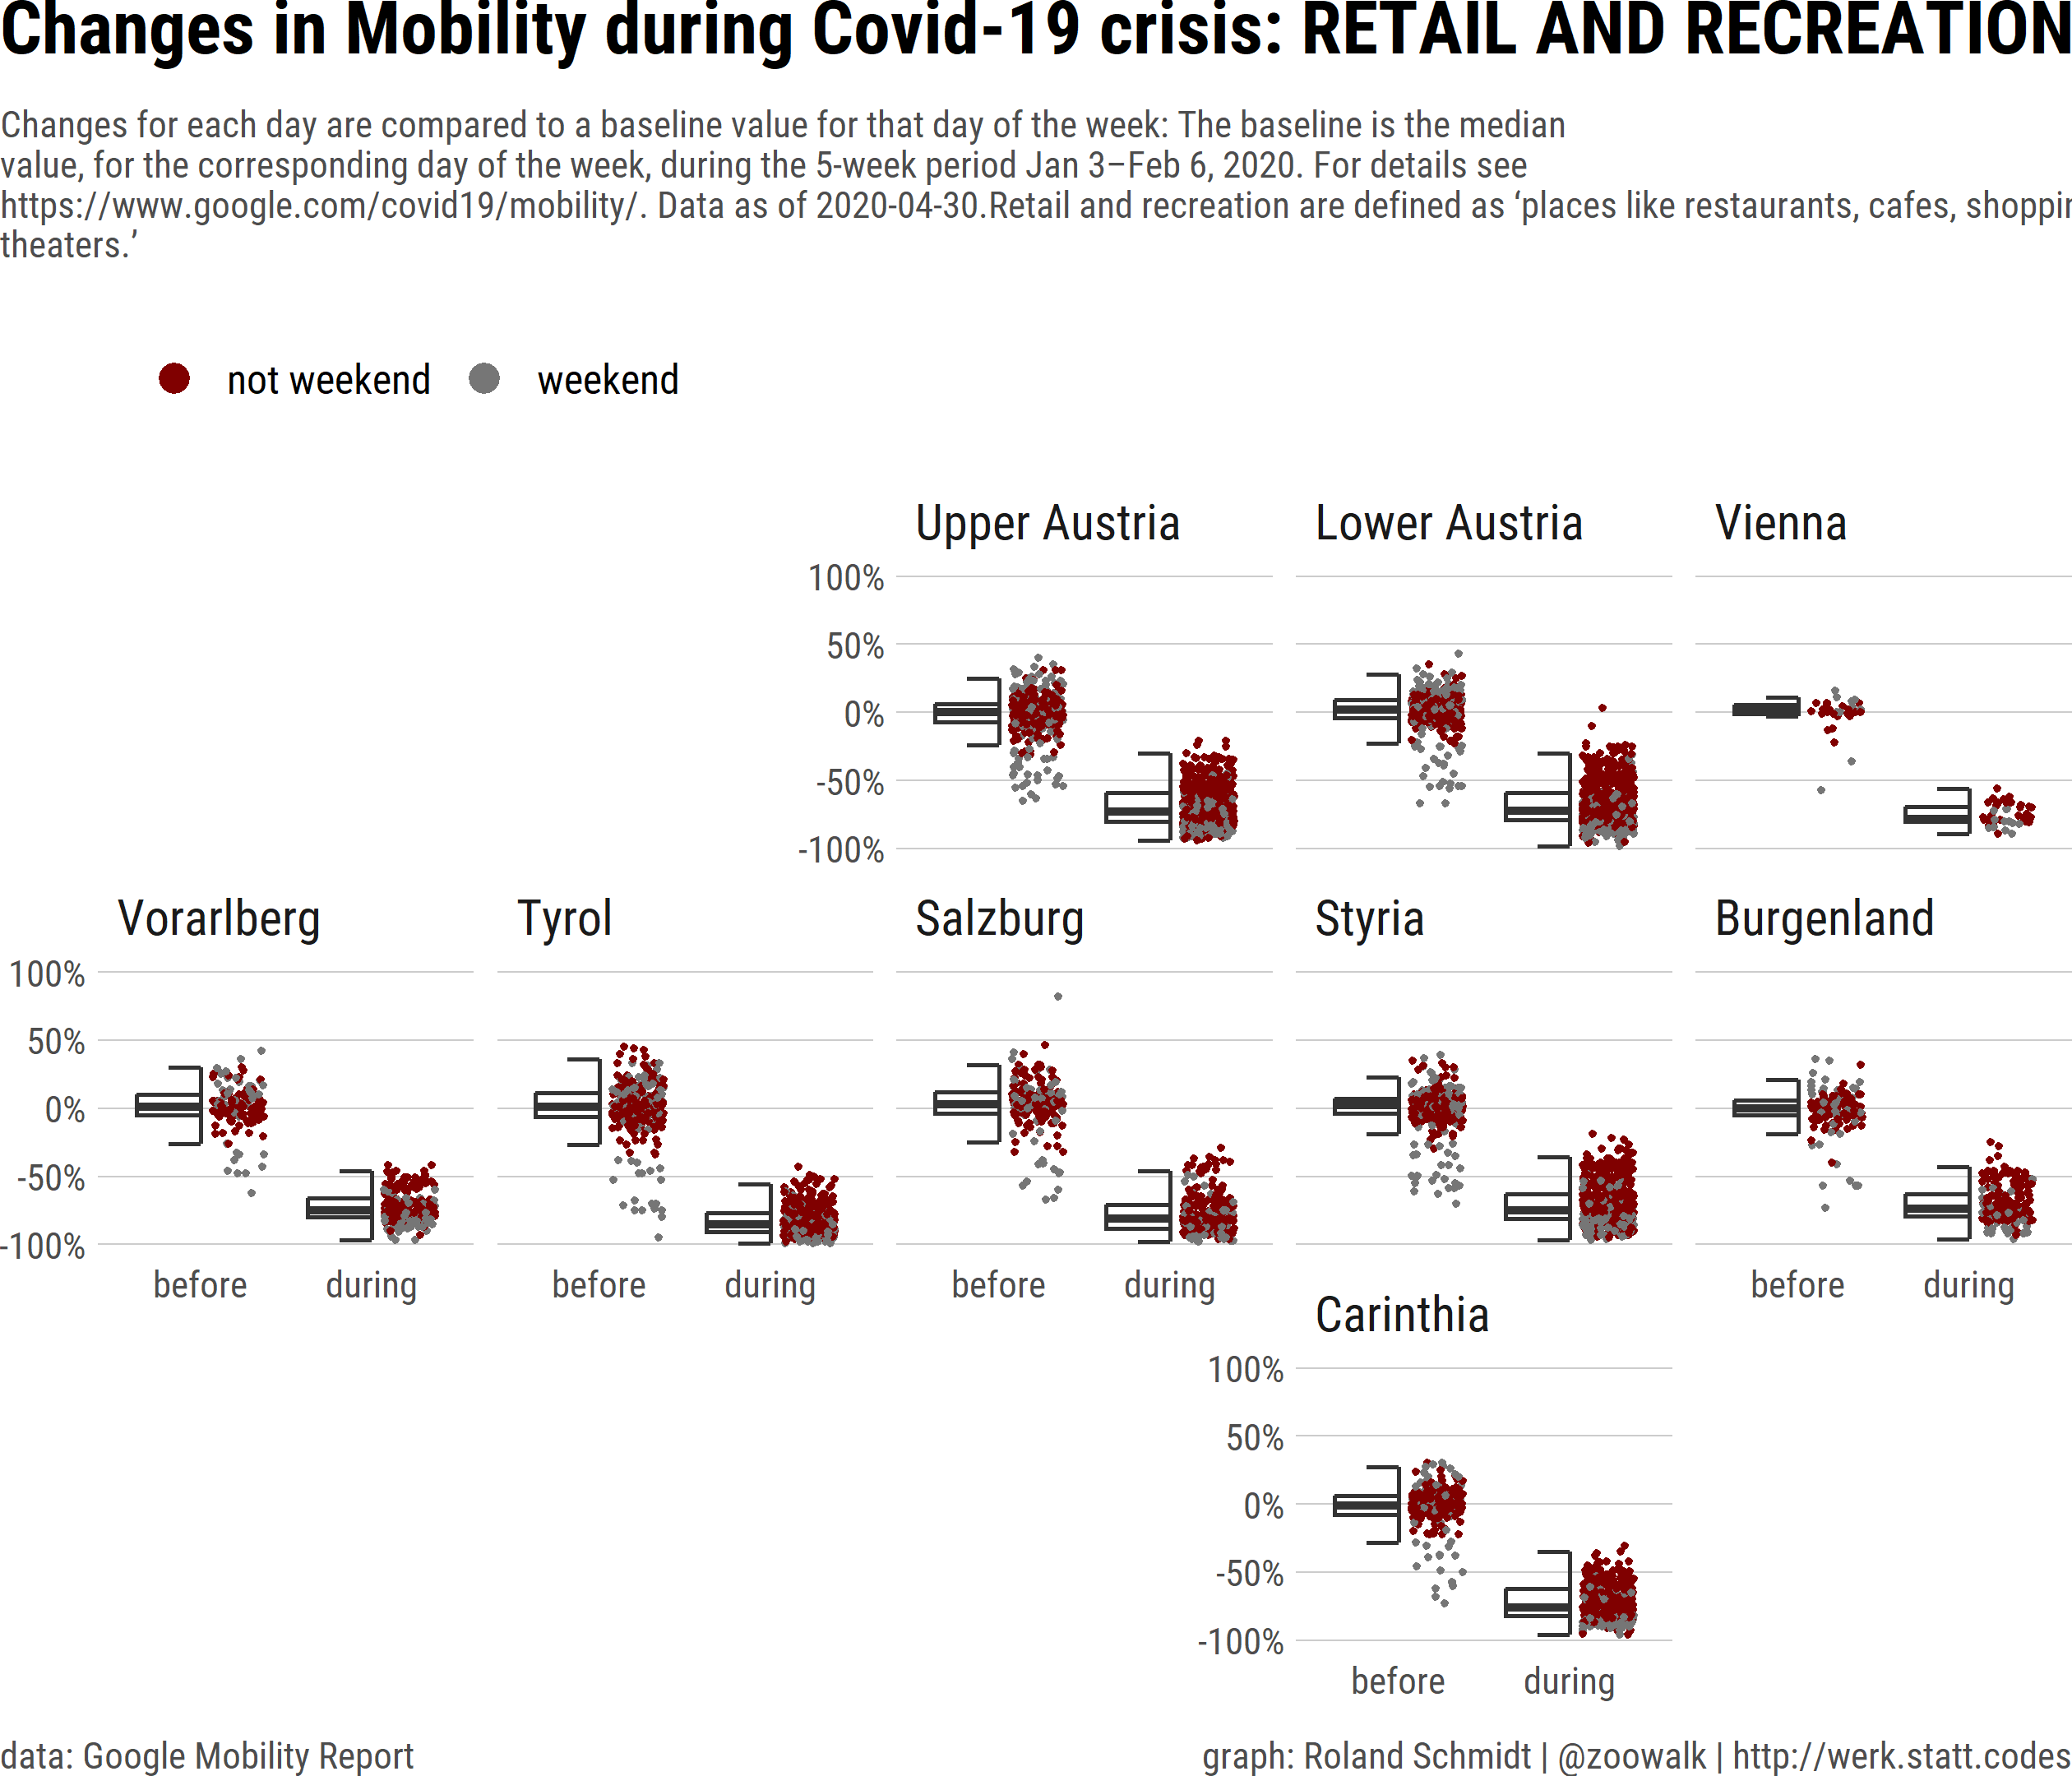 Changes in Mobility during Covid-19 crisis: RETAIL AND RECREATION
Changes for each day are compared to a baseline value for that day of the week: The baseline is the median
value, for the corresponding day of the week, during the 5-week period Jan 3–Feb 6, 2020. For details see
https://www.google.com/covid19/mobility/. Data as of 2020-04-30.Retail and recreation are defined as ‘places like restaurants, cafes,
theaters.’
not weekend weekend
Upper Austria Lower Austria Vienna
100%
50%
0%
-50%
-100%
Vorarlberg Tyrol Salzburg Styria Burgenland
100%
50%
0%
-50%
-100%
before during before during before during before during
Carinthia
100%
50%
0%
-50%
-100%
before during
data: Google Mobility Report graph: Roland Schmidt | @zoowalk | http://werk.statt.codes